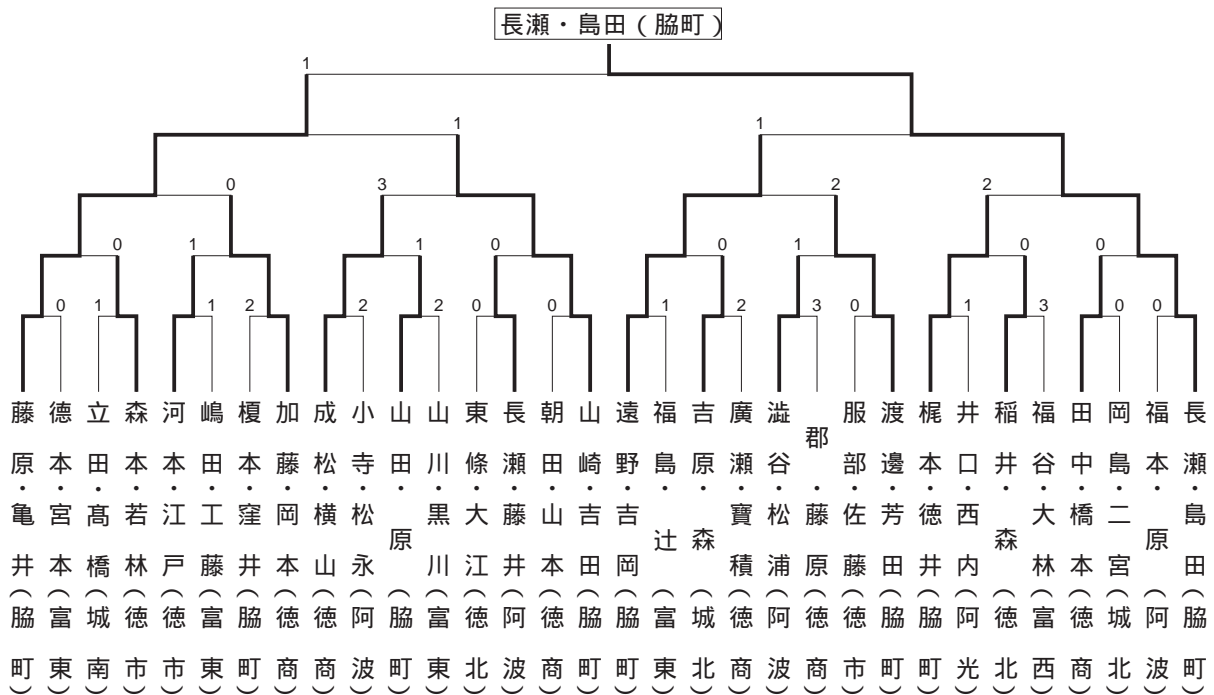 長瀬・島田（脇町）
1
1
1
0
3
2
2
0
1
1
0
0
1
0
0
0
1
1
2
2
2
0
0
1
2
3
0
1
3
0
0
藤原・亀井（脇町）
德本・宮本（富東）
立田・髙橋（城南）
森本・若林（徳市）
河本・江戸（徳市）
嶋田・工藤（富東）
榎本・窪井（脇町）
加藤・岡本（徳商）
成松・横山（徳商）
小寺・松永（阿波）
山田・原（脇町）
山川・黒川（富東）
東條・大江（徳北）
長瀬・藤井（阿波）
朝田・山本（徳商）
山崎・吉田（脇町）
遠野・吉岡（脇町）
福島・辻（富東）
吉原・森（城北）
廣瀬・寶積（徳商）
澁谷・松浦（阿波）
郡・藤原（徳商）
服部・佐藤（徳市）
渡邊・芳田（脇町）
梶本・徳井（脇町）
井口・西内（阿光）
稲井・森（徳北）
福谷・大林（富西）
田中・橋本（徳商）
岡島・二宮（城北）
福本・原（阿波）
長瀬・島田（脇町）